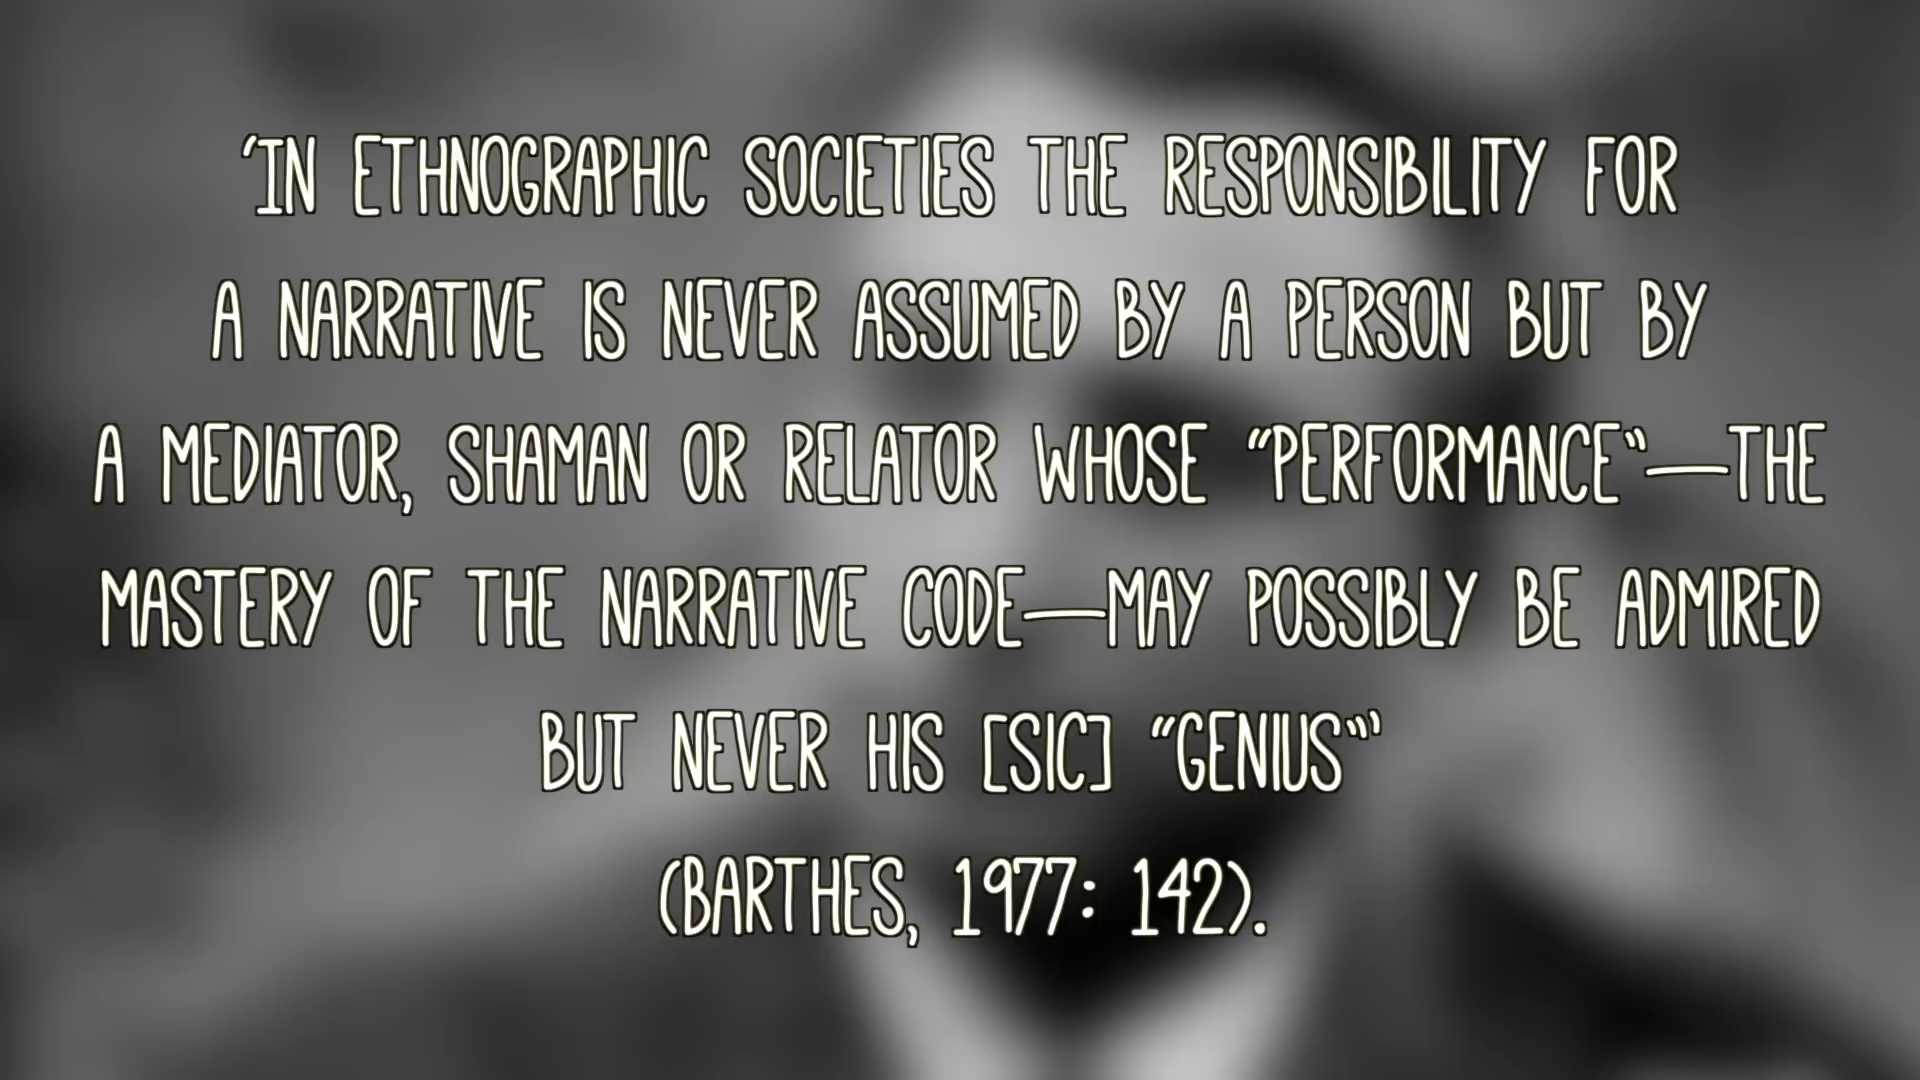 ‘IN ETHNOGRAPHIC SOCIETIES THE RESPONSIBILITY FOR
A NARRATIVE IS NEVER ASSUMED BY A PERSON BUT BY
A MEDIATOR, SHAMAN OR RELATOR WHOSE “PERFORMANCE“—THE
MASTERY OF THE NARRATIVE CODE—MAY POSSIBLY BE ADMIRED
BUT NEVER HIS [SIC] “GENIUS”’
(BARTHES, 1977: 142).